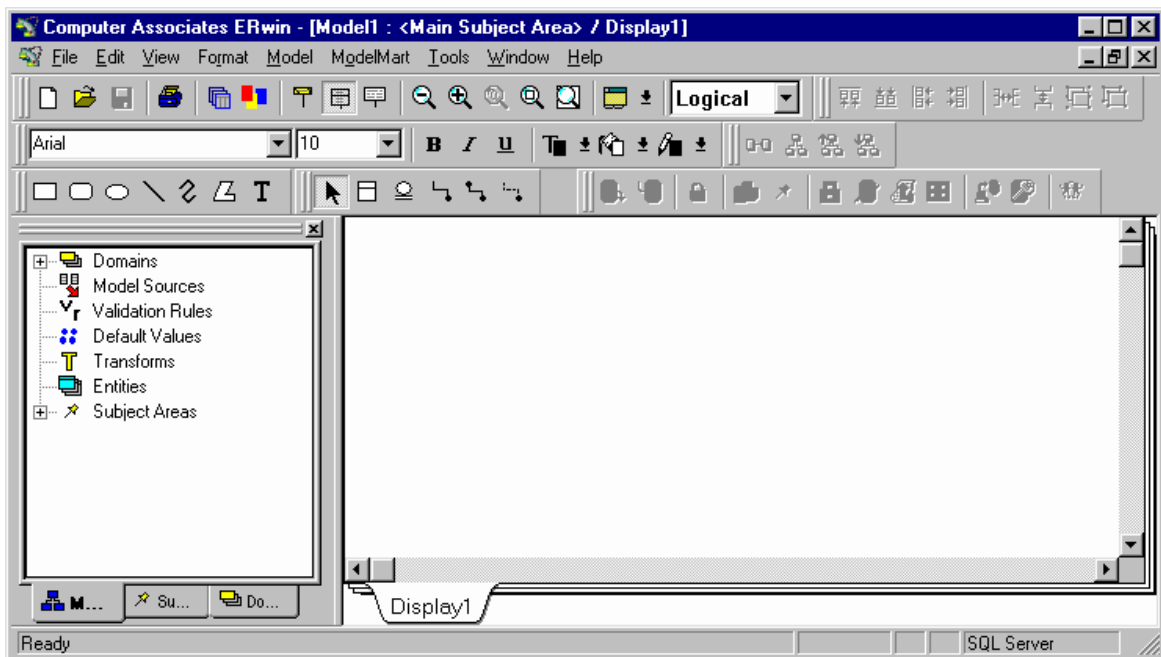 Computer Associates ERwin - [Model1 : <Main Subject Area> / Display1]
File Edit View Format Model ModelMart Tools Window Help
Logical
Arial 10 B I U T
T
Domains
Model Sources
Validation Rules
Default Values
Transforms
Entities
Subject Areas
M... Su... Do...
Display1
Ready SQL Server